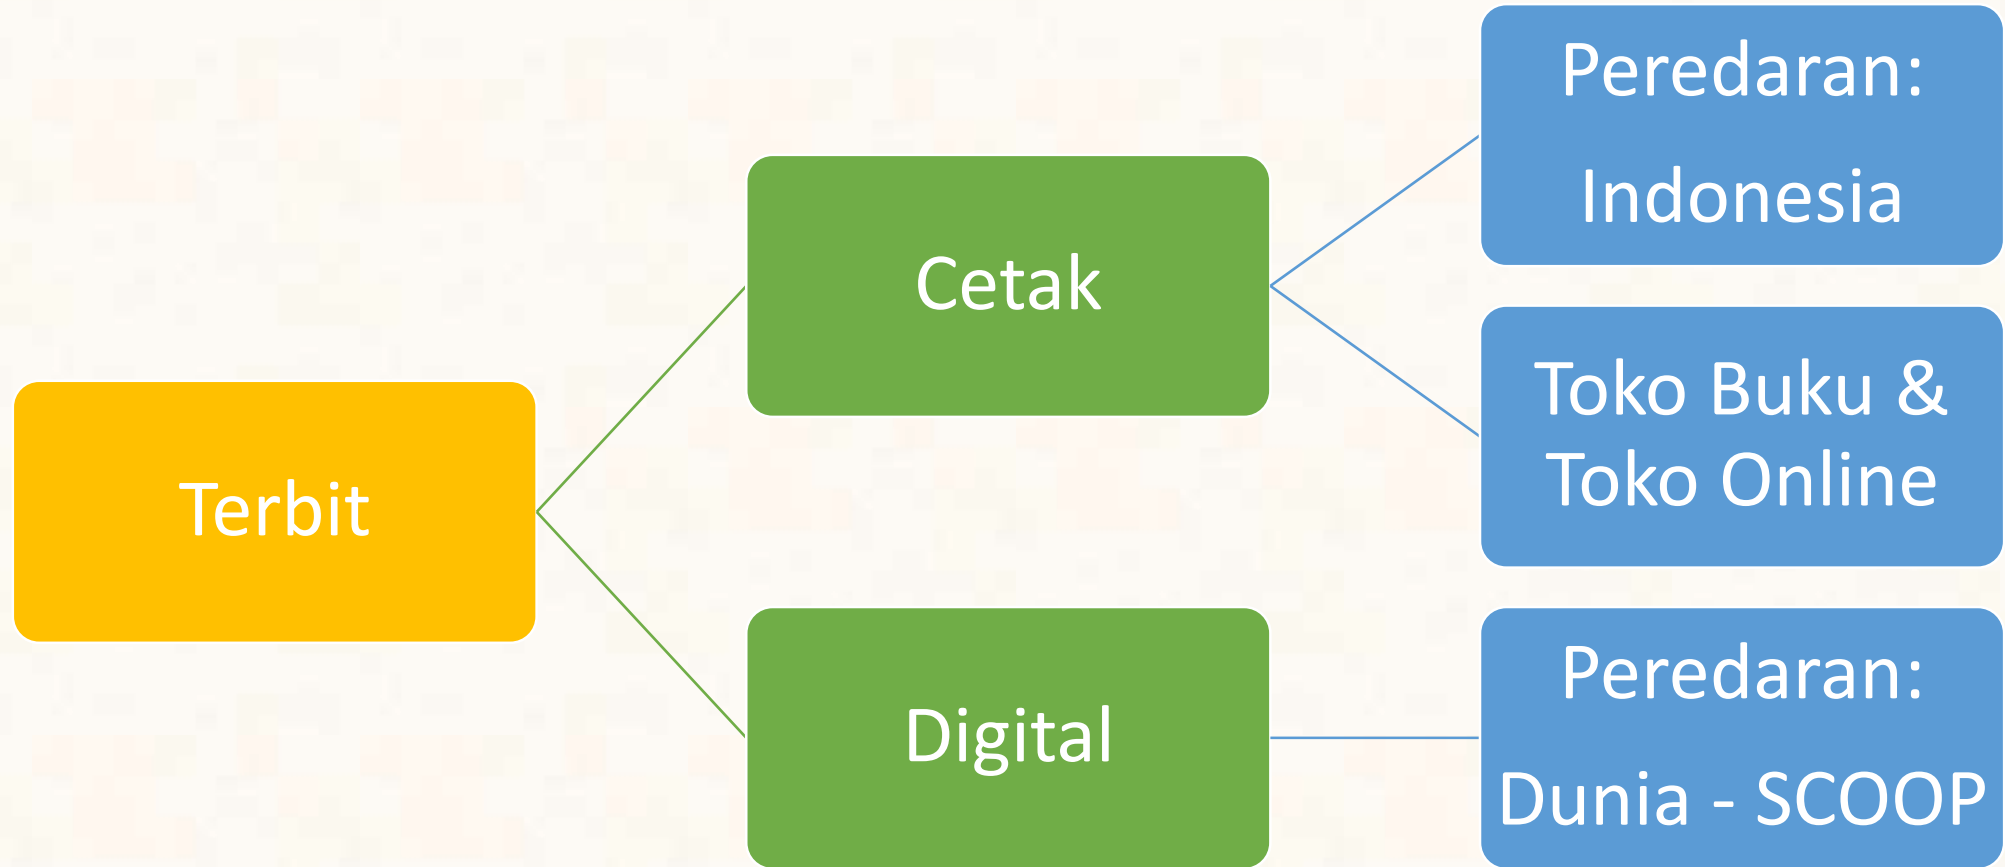 Terbit
Cetak
Peredaran:
Indonesia
Toko Buku &
Toko Online
Digital
Peredaran:
Dunia - SCOOP